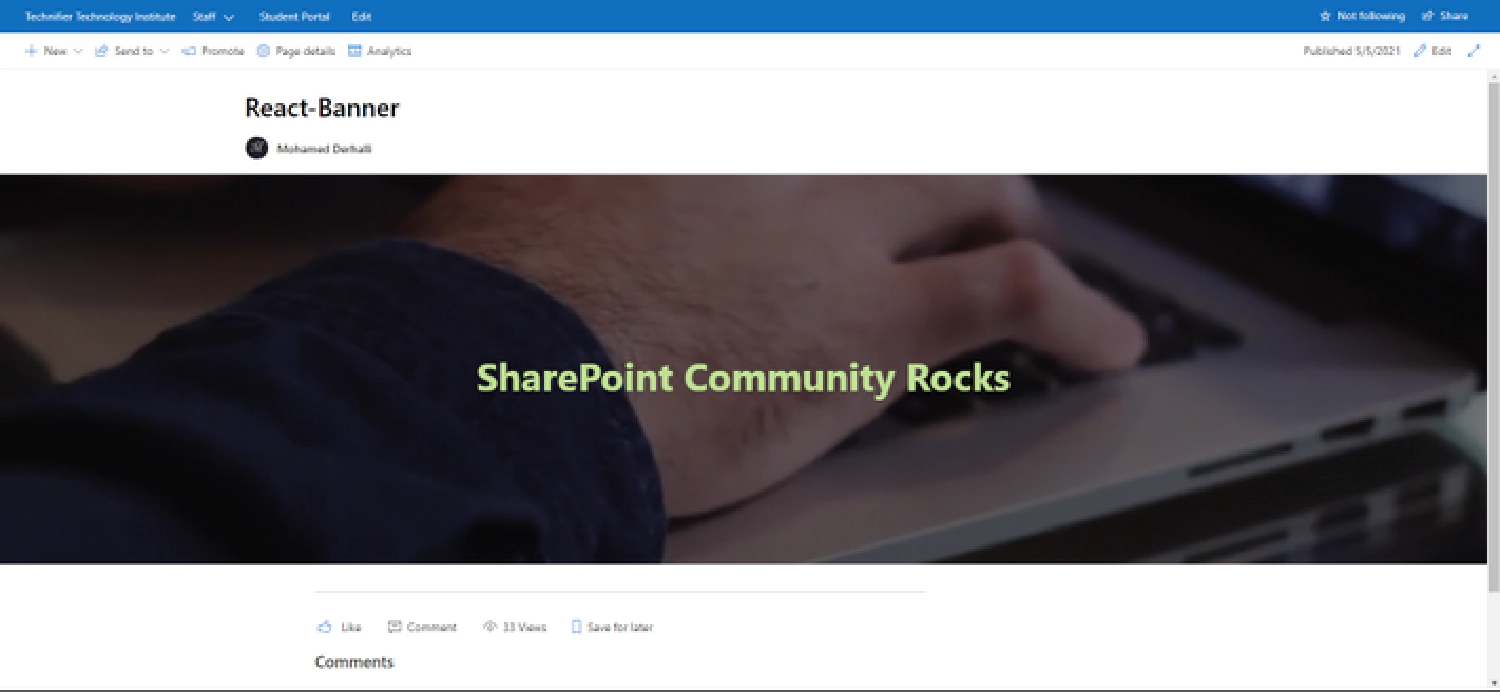 Technifier Technology Institute Staff Student Portal Edit Not following Share
New Send to Promote Page details Analytics Published 5/5/2021 Edit
React-Banner
Mohamed Derhalli
SharePoint Community Rocks
Like Comment 33 Views Save for later
Comments